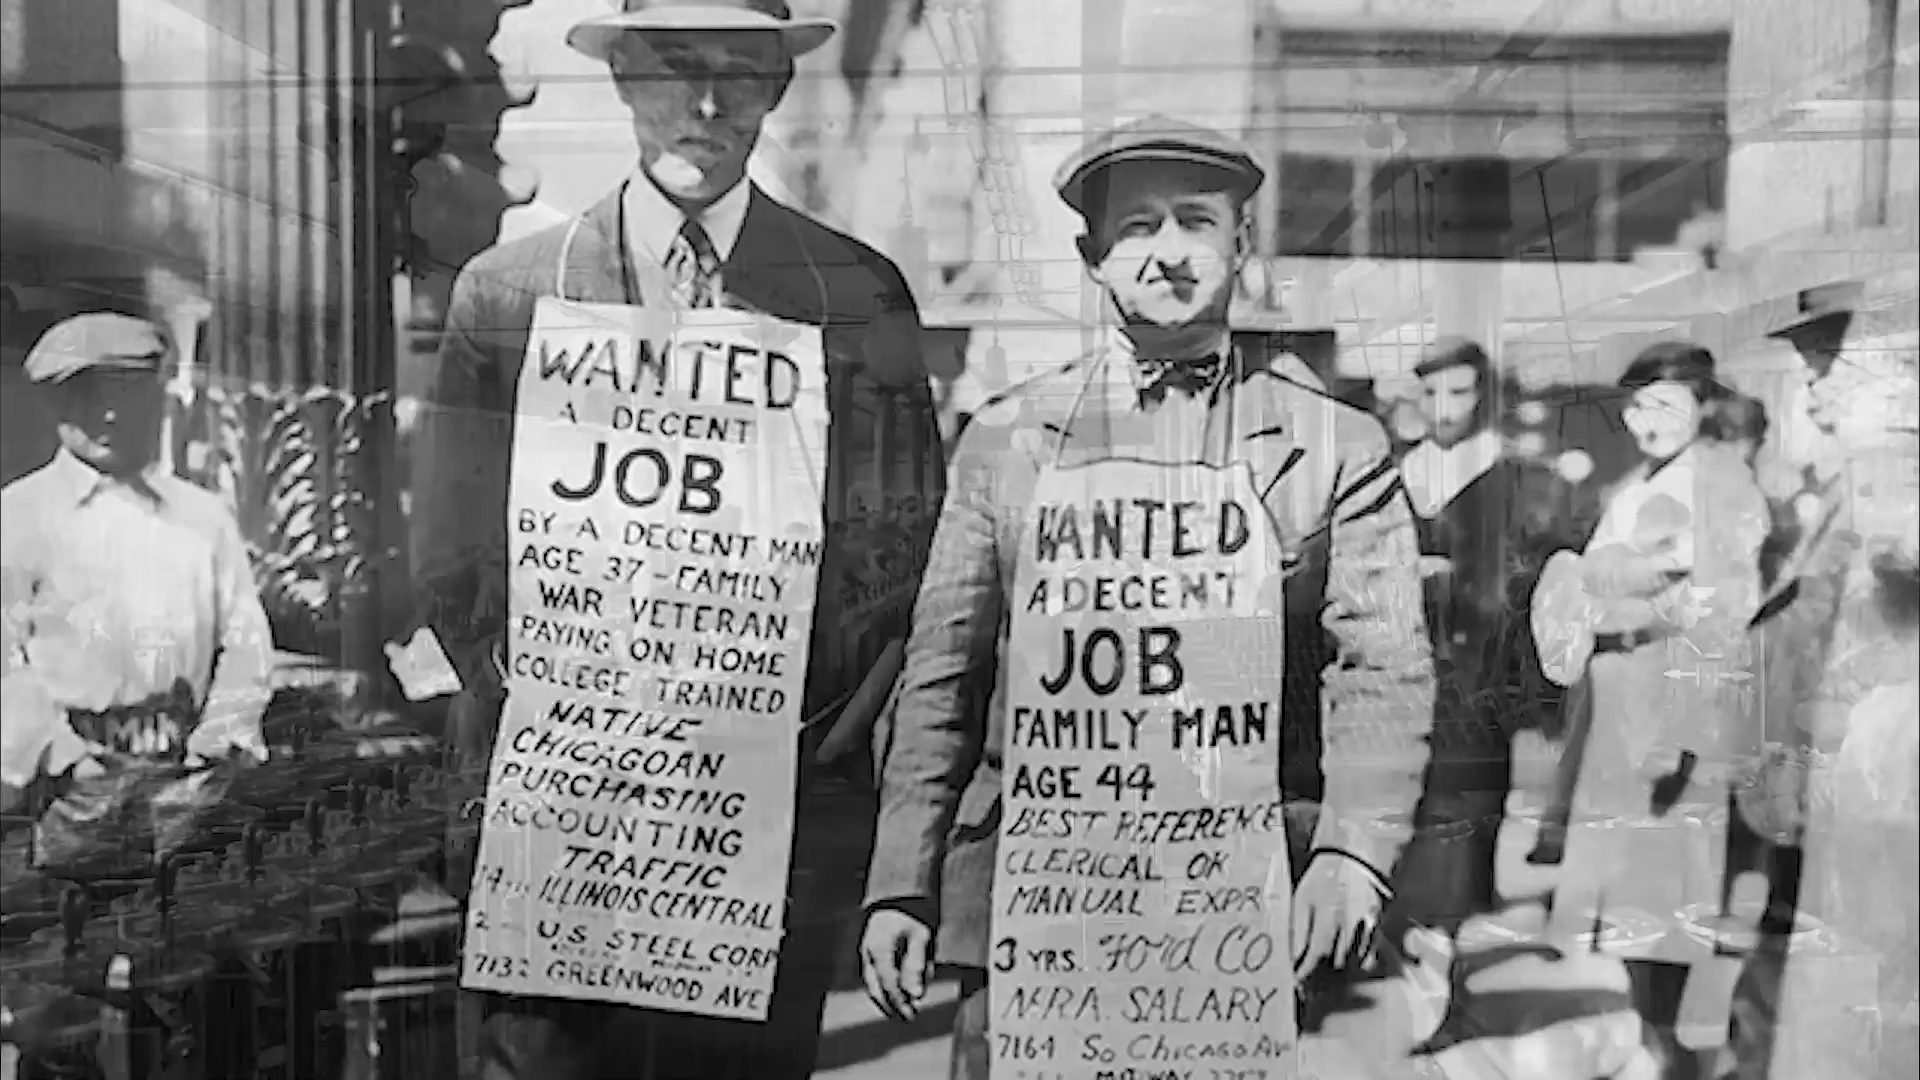 WANTED
A DECENT
JOB
BY A DECENT MAN
AGE 37 - FAMILY
WAR VETERAN
PAYING ON HOME
COLLEGE TRAINED
NATIVE
CHICAGOAN
PURCHASING
ACCOUNTING
TRAFFIC
ILLINOIS CENTRAL
2 U.S. STEEL CORP
GREENWOOD AVE
WANTED
A DECENT
JOB
FAMILY MAN
AGE 44
BEST REFERENCE
CLERICAL OR
MANUAL EXPR
3 YRS. Ford Co
N.R.A. SALARY
7164 So Chicago Av